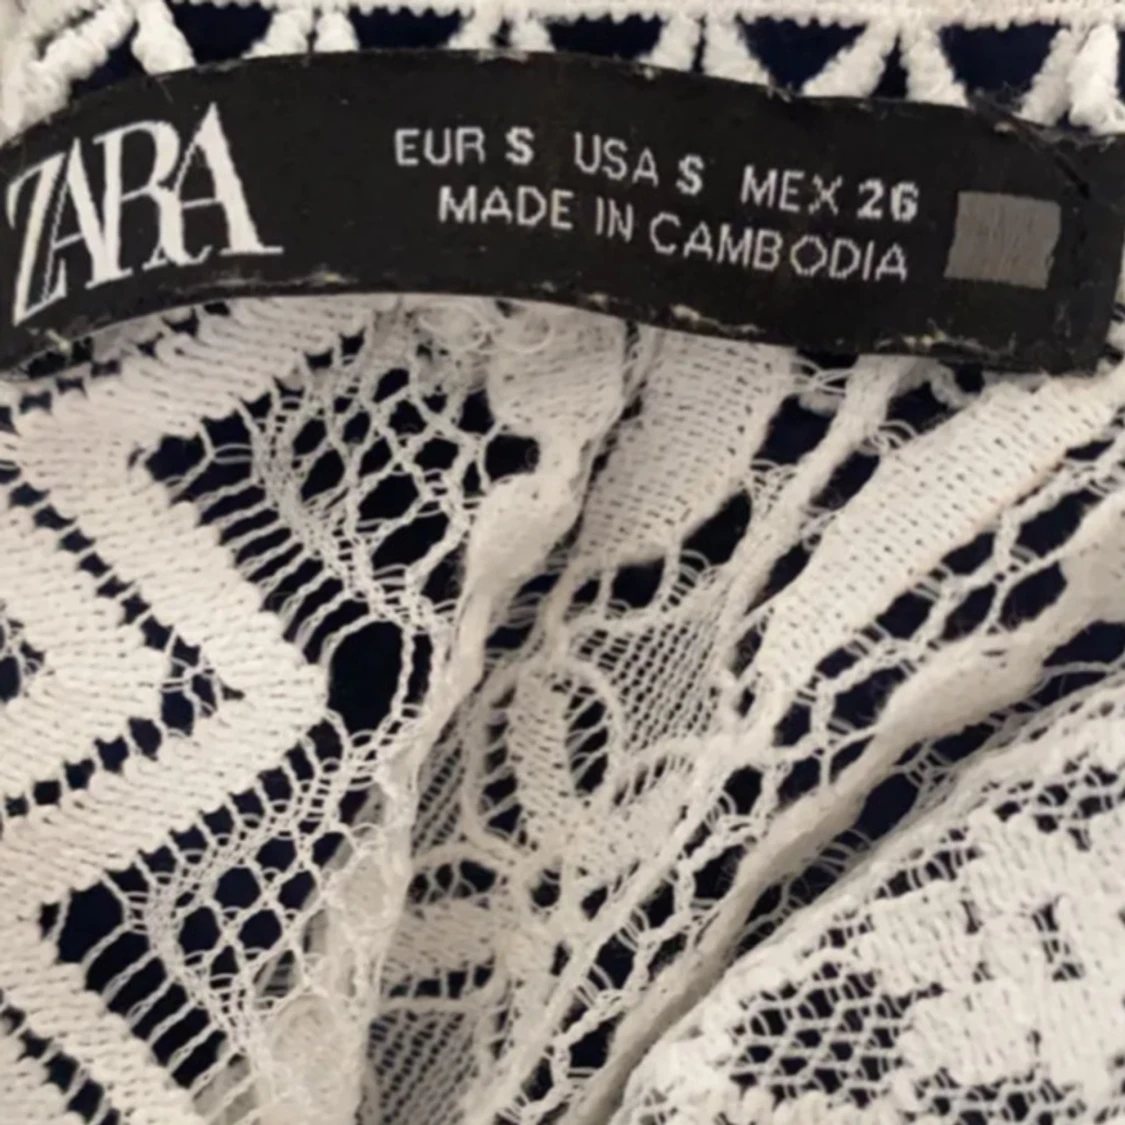 ZARA
EUR S USA S MEX 26
MADE IN CAMBODIA